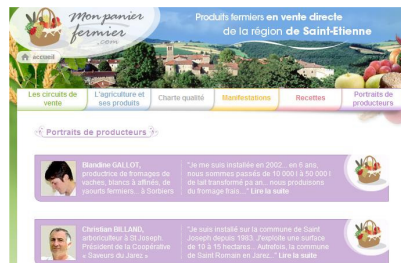 Mon panier
fermier
.com
Produits fermiers en vente directe
de la région de Saint-Etienne
accueil
Les circuits de
vente
L'agriculture et
ses produits
Charte qualité
Manifestations
Recettes
Portraits de
producteurs
Portraits de producteurs
Blandine GALLOT,
productrice de fromages de
vaches, blancs à affinés, de
yaourts fermiers... à Sorbiers
"Je me suis installée en 2002... en 6 ans,
nous sommes passés de 10 000 l à 50 000 l
de lait transformé pa an... nous produisons
du fromage frais..." Lire la suite
Christian BILLAND,
arboriculteur à St Joseph.
Président de la Coopérative
« Saveurs du Jarez »
"Je suis installé sur la commune de Saint
Joseph depuis 1983. J'exploite une surface
de 10 à 15 hectares... Autrefois, la commune
de Saint Romain en Jarez..." Lire la suite